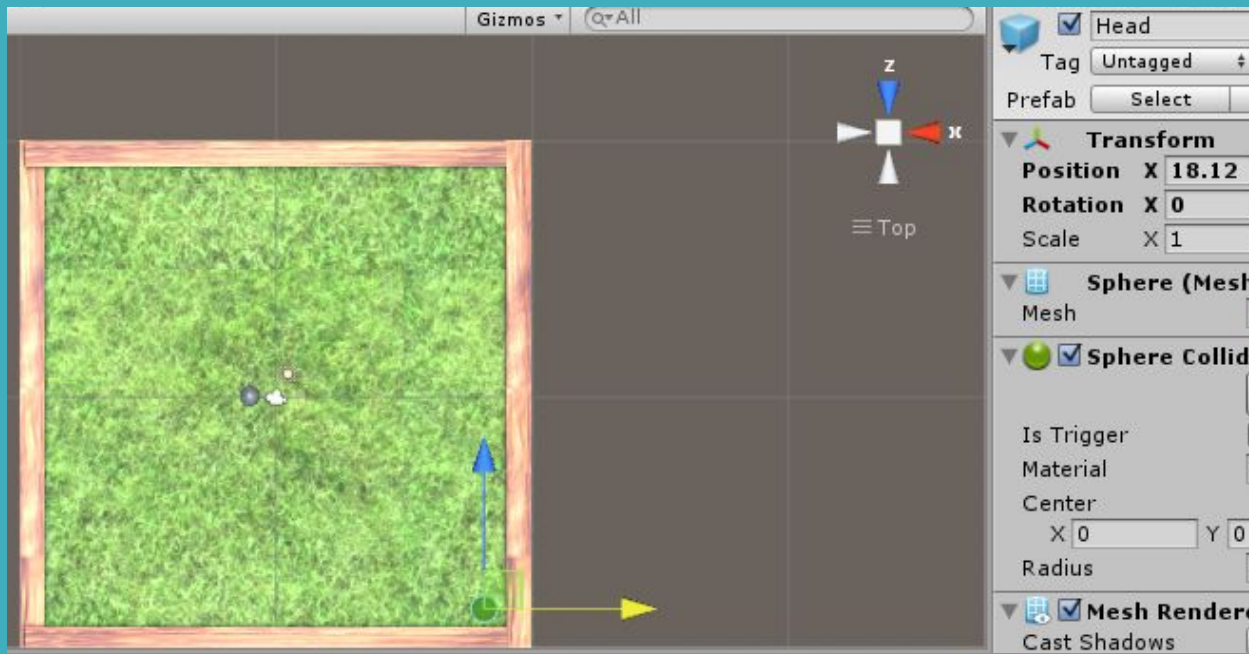 Gizmos All
Head
Tag Untagged
Prefab Select
Transform
Position X 18.12
Rotation X 0
Scale X 1
Sphere (Mesh
Mesh
Sphere Collid
Is Trigger
Material
Center
X 0 Y 0
Radius
Mesh Rendere
Cast Shadows
z
x
Top